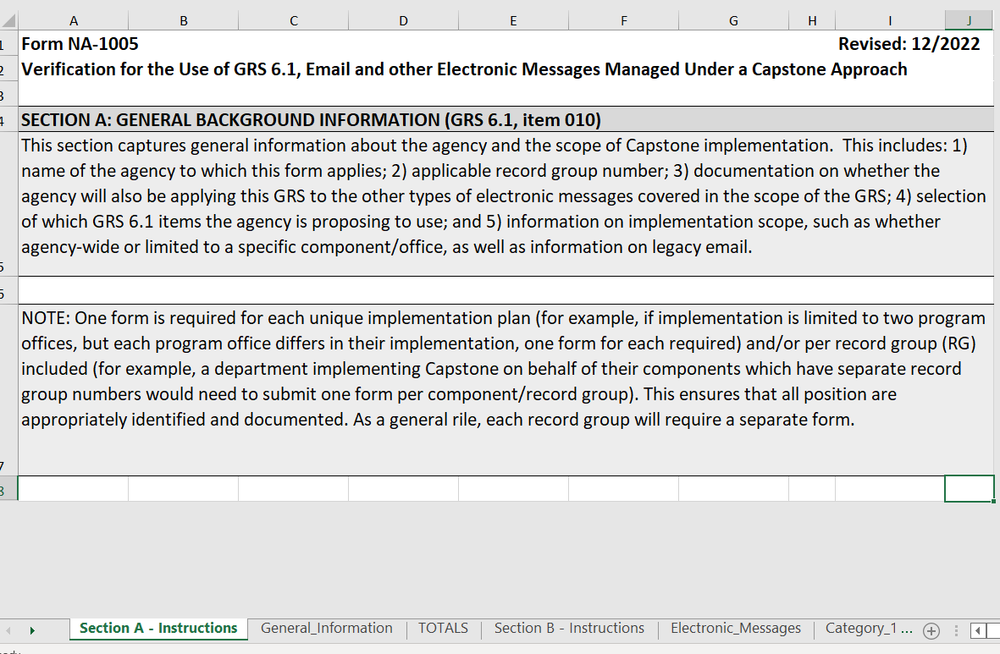 A B C D E F G H I J
1 Form NA-1005 Revised: 12/2022
2 Verification for the Use of GRS 6.1, Email and other Electronic Messages Managed Under a Capstone Approach
3
4 SECTION A: GENERAL BACKGROUND INFORMATION (GRS 6.1, item 010)
This section captures general information about the agency and the scope of Capstone implementation.  This includes: 1)
name of the agency to which this form applies; 2) applicable record group number; 3) documentation on whether the
agency will also be applying this GRS to the other types of electronic messages covered in the scope of the GRS; 4) selection
of which GRS 6.1 items the agency is proposing to use; and 5) information on implementation scope, such as whether
agency-wide or limited to a specific component/office, as well as information on legacy email.
5
6
NOTE: One form is required for each unique implementation plan (for example, if implementation is limited to two program
offices, but each program office differs in their implementation, one form for each required) and/or per record group (RG)
included (for example, a department implementing Capstone on behalf of their components which have separate record
group numbers would need to submit one form per component/record group). This ensures that all position are
appropriately identified and documented. As a general rile, each record group will require a separate form.
7
8
Section A - Instructions General_Information TOTALS Section B - Instructions Electronic_Messages Category_1 ...